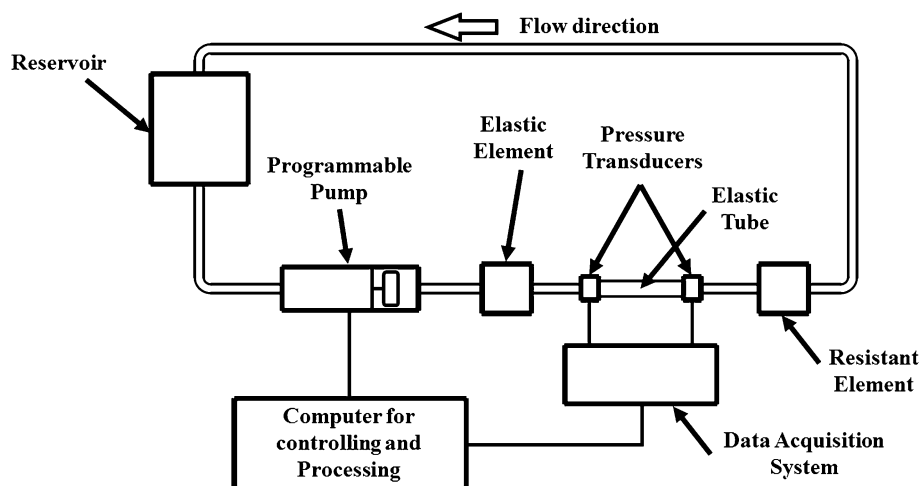 Flow direction
Reservoir
Elastic
Element
Pressure
Transducers
Programmable
Pump
Elastic
Tube
Resistant
Element
Computer for
controlling and
Processing
Data Acquisition
System